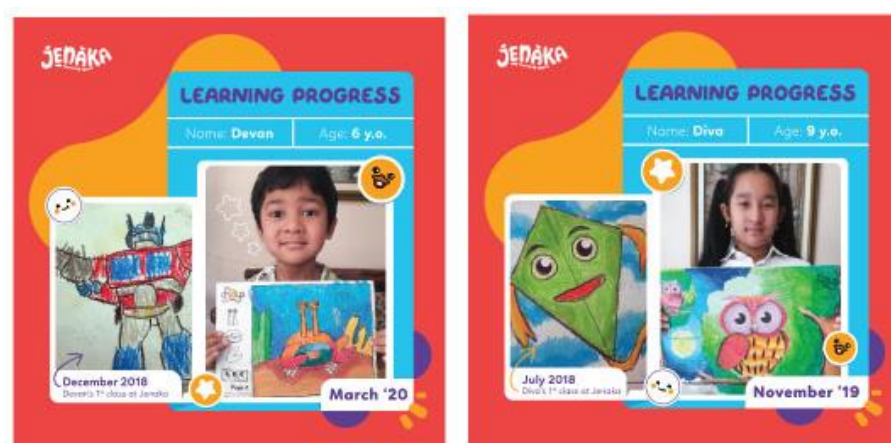 JENAKA
LEARNING PROGRESS
Name: Devan
Age: 6 y.o.
December 2018
Devan's 1st class at Jenaka
March '20
JENAKA
LEARNING PROGRESS
Name: Diva
Age: 9 y.o.
July 2018
Diva's 1st class at Jenaka
November '19